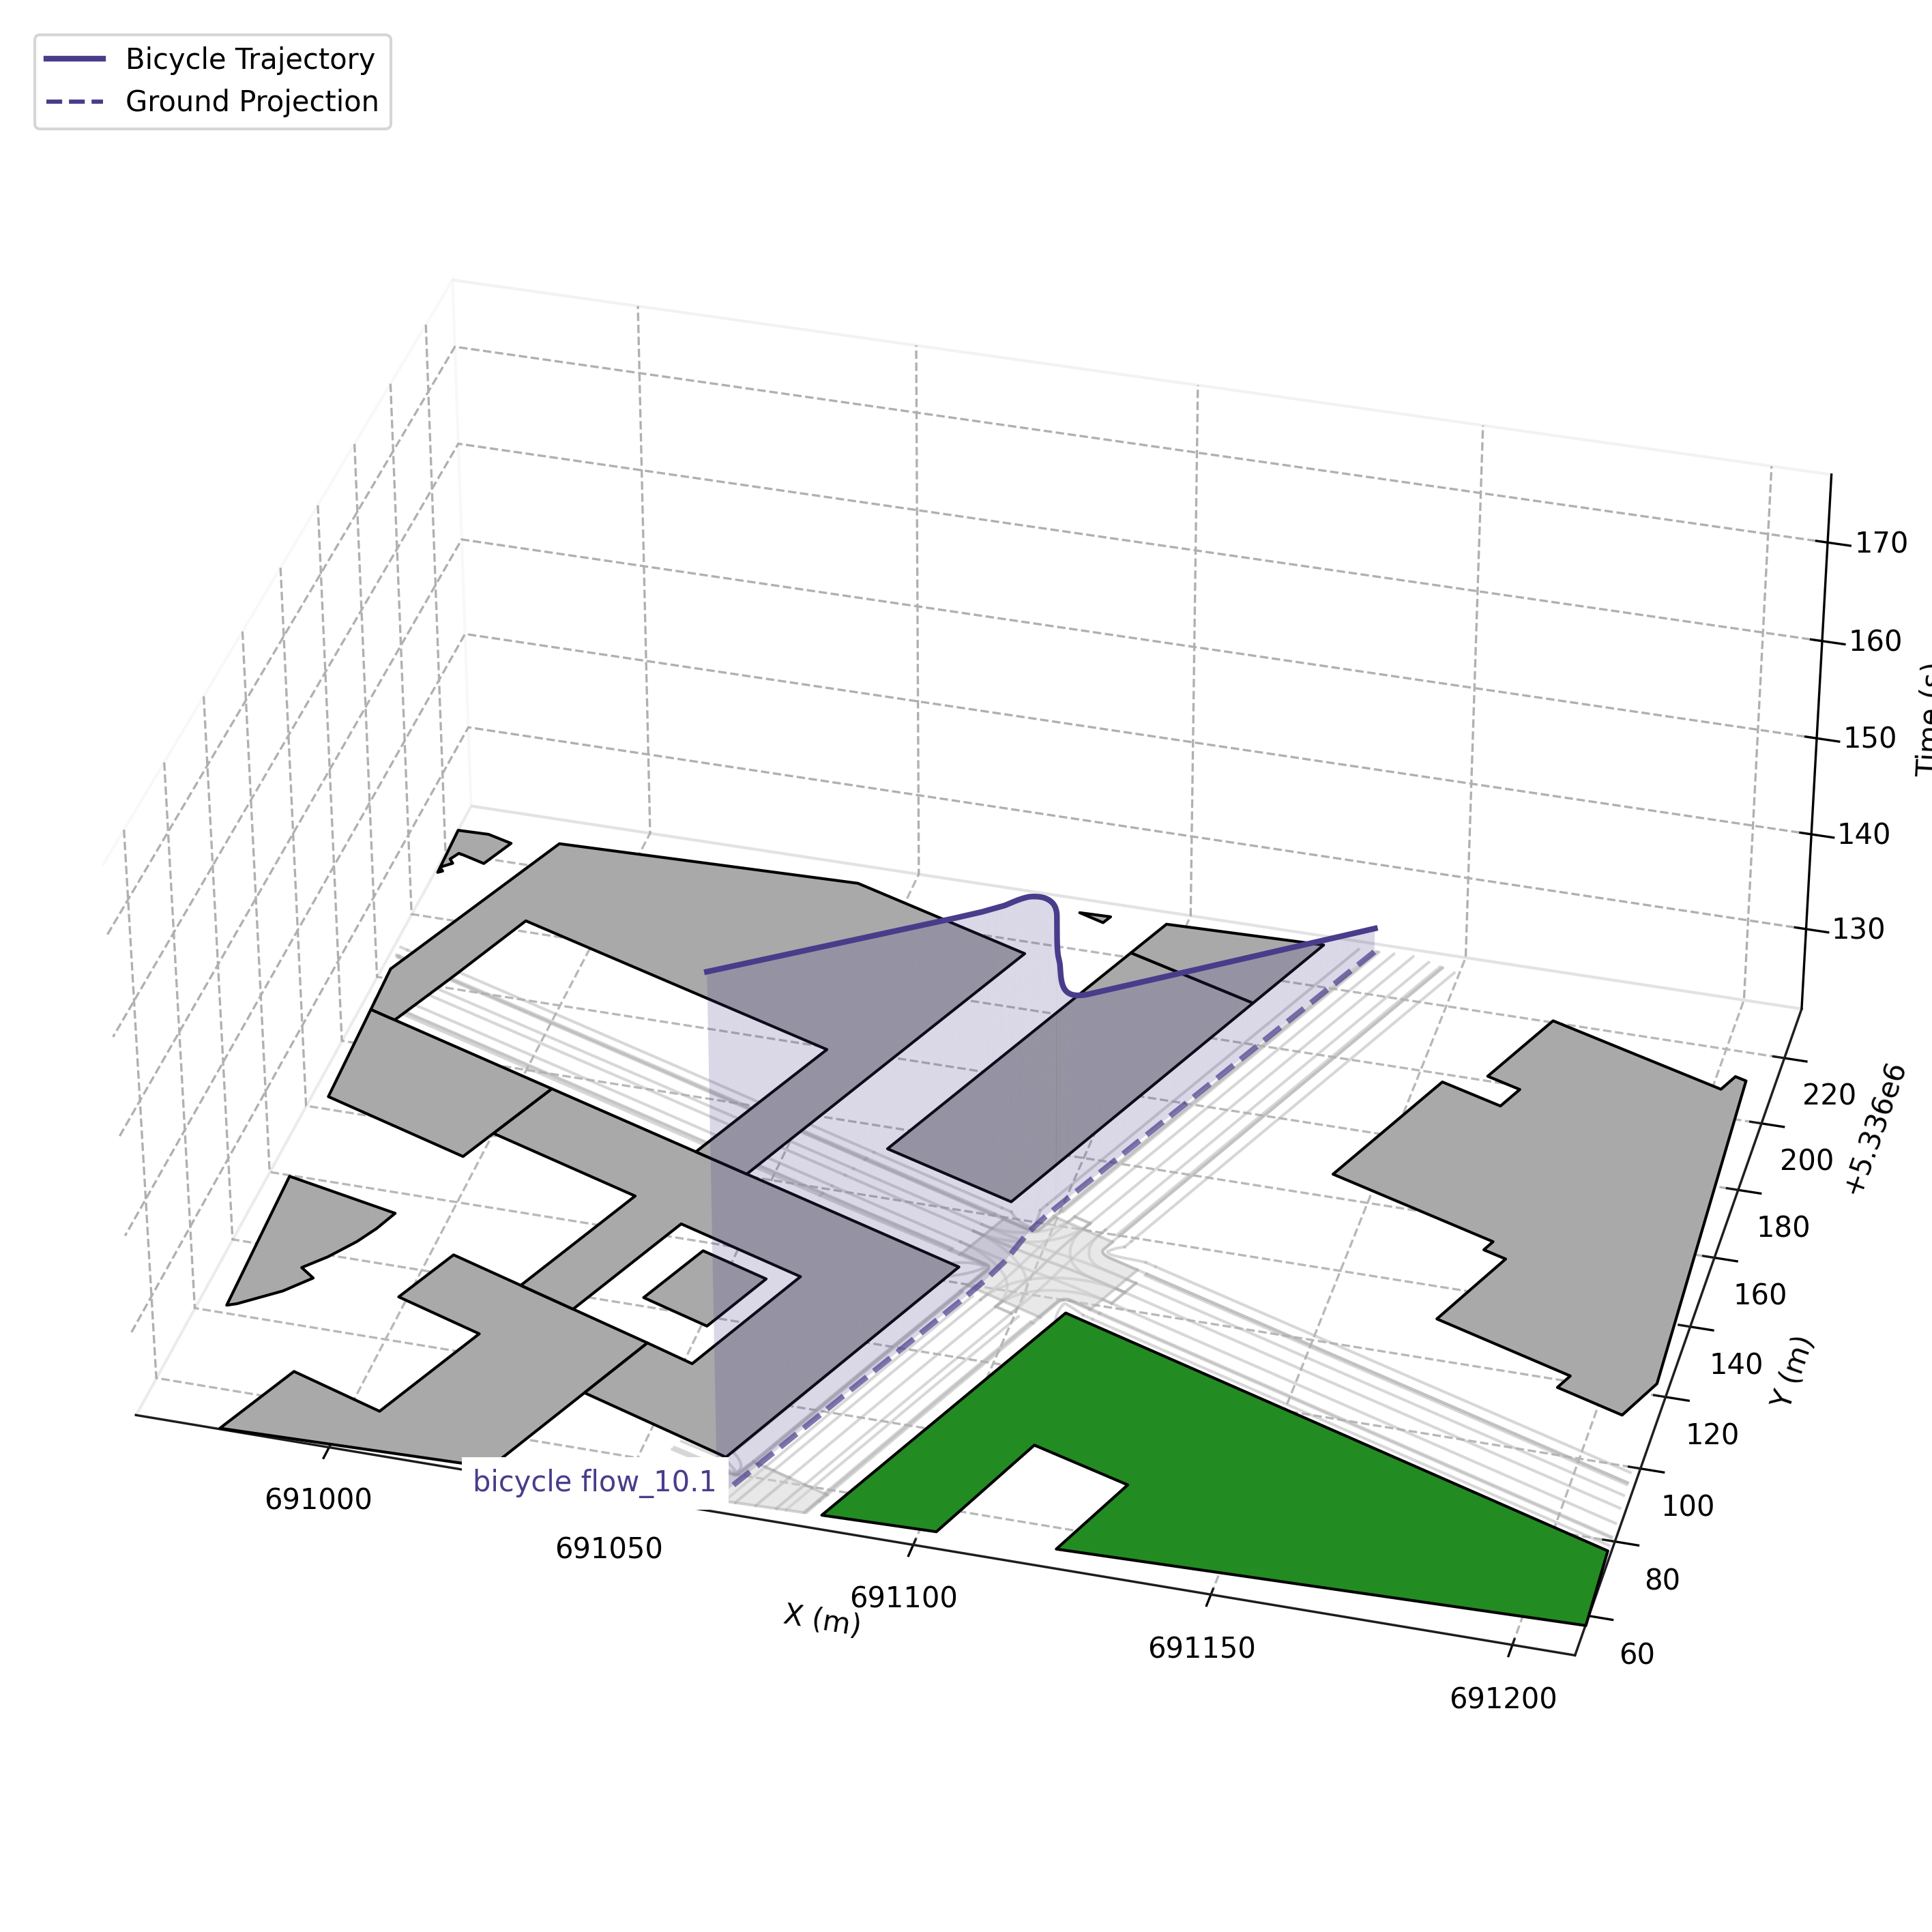 Bicycle Trajectory
Ground Projection
170
160
150
140
130
Time (s)
220
200
180
160
140
120
100
80
60
+5.336e6
Y (m)
bicycle flow_10.1
691000
691050
691100
691150
691200
X (m)